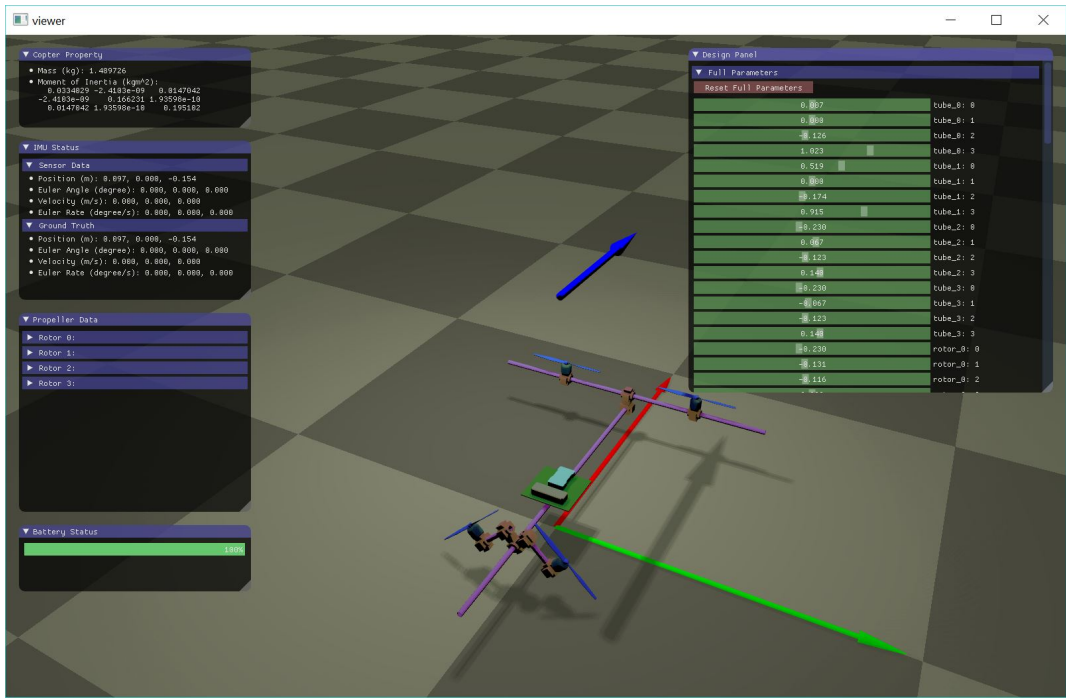 viewer
Copter Property
Mass (kg): 1.489726
Moment of Inertia (kgm^2):
0.0334029 -2.4103e-09 0.0147042
-2.4103e-09 0.166231 1.93598e-10
0.0147042 1.93598e-10 0.195102
IMU Status
Sensor Data
Position (m): 0.097, 0.000, -0.154
Euler Angle (degree): 0.000, 0.000, 0.000
Velocity (m/s): 0.000, 0.000, 0.000
Euler Rate (degree/s): 0.000, 0.000, 0.000
Ground Truth
Position (m): 0.097, 0.000, -0.154
Euler Angle (degree): 0.000, 0.000, 0.000
Velocity (m/s): 0.000, 0.000, 0.000
Euler Rate (degree/s): 0.000, 0.000, 0.000
Propeller Data
Rotor 0:
Rotor 1:
Rotor 2:
Rotor 3:
Battery Status
100%
Design Panel
Full Parameters
Reset Full Parameters
0.007 tube_0: 0
0.000 tube_0: 1
-0.126 tube_0: 2
1.023 tube_0: 3
0.519 tube_1: 0
0.000 tube_1: 1
-0.174 tube_1: 2
0.915 tube_1: 3
-0.230 tube_2: 0
0.067 tube_2: 1
-0.123 tube_2: 2
0.140 tube_2: 3
-0.230 tube_3: 0
-0.067 tube_3: 1
-0.123 tube_3: 2
0.140 tube_3: 3
-0.230 rotor_0: 0
-0.131 rotor_0: 1
-0.116 rotor_0: 2